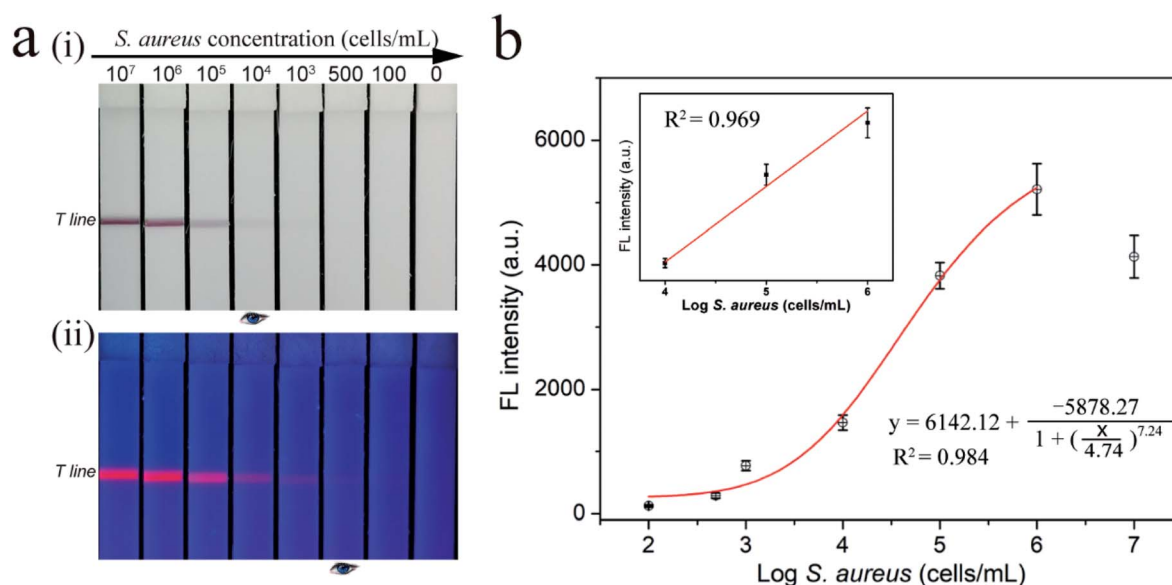 a
(i)
S. aureus concentration (cells/mL)
10⁷ 10⁶ 10⁵ 10⁴ 10³ 500 100 0
T line
(ii)
T line
b
FL intensity (a.u.)
6000
4000
2000
0
2 3 4 5 6 7
Log S. aureus (cells/mL)
R² = 0.969
FL intensity (a.u.)
4 5 6
Log S. aureus (cells/mL)
y = 6142.12 + −5878.27 / 1 + (x / 4.74)^7.24
R² = 0.984